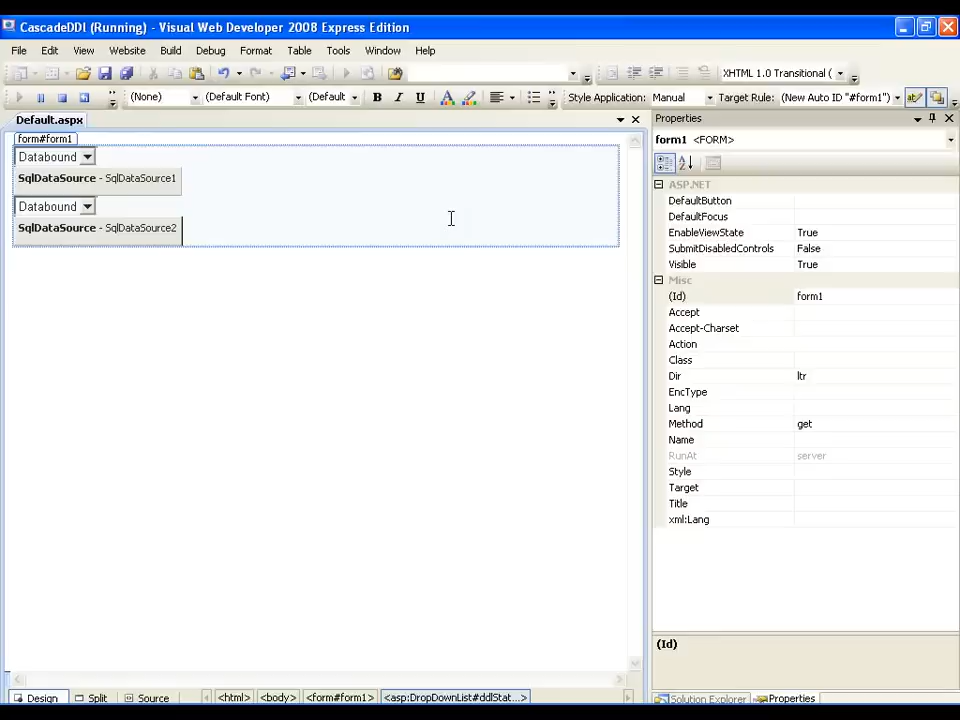 CascadeDDl (Running) - Visual Web Developer 2008 Express Edition
File Edit View Website Build Debug Format Table Tools Window Help
XHTML 1.0 Transitional (
(None) (Default Font) (Default B I U Style Application: Manual Target Rule: (New Auto ID "#form1")
Default.aspx
form#form1
Databound
SqlDataSource - SqlDataSource1
Databound
SqlDataSource - SqlDataSource2
Design Split Source <html> <body> <form#form1> <asp:DropDownList#ddlStat...>
Properties
form1 <FORM>
ASP.NET
DefaultButton
DefaultFocus
EnableViewState True
SubmitDisabledControls False
Visible True
Misc
(Id) form1
Accept
Accept-Charset
Action
Class
Dir ltr
EncType
Lang
Method get
Name
RunAt server
Style
Target
Title
xml:Lang
(Id)
Solution Explorer Properties